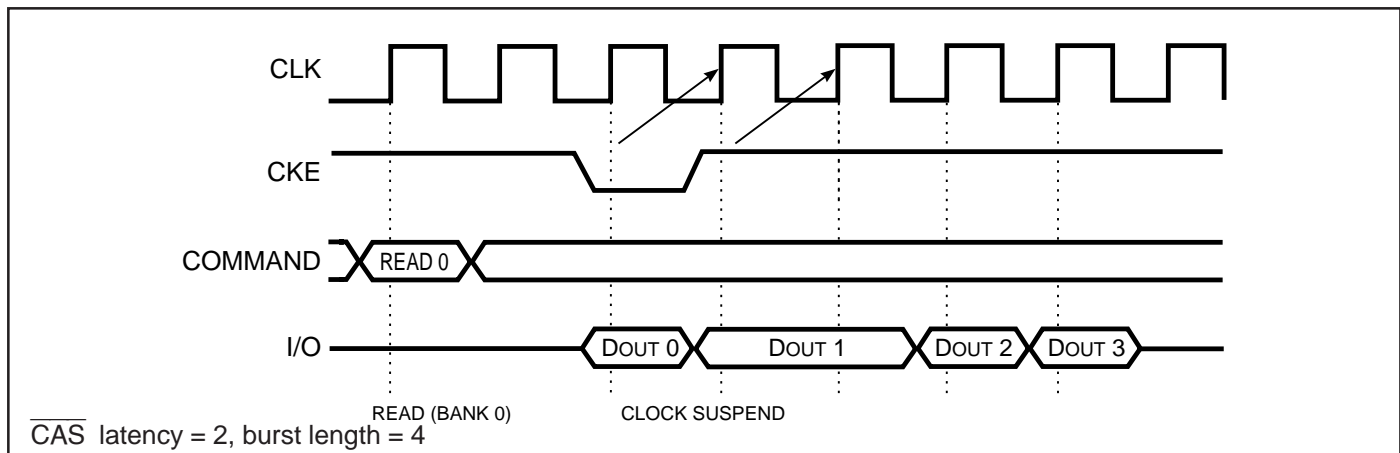 CLK
CKE
COMMAND READ 0
I/O DOUT 0 DOUT 1 DOUT 2 DOUT 3
READ (BANK 0) CLOCK SUSPEND
CAS latency = 2, burst length = 4